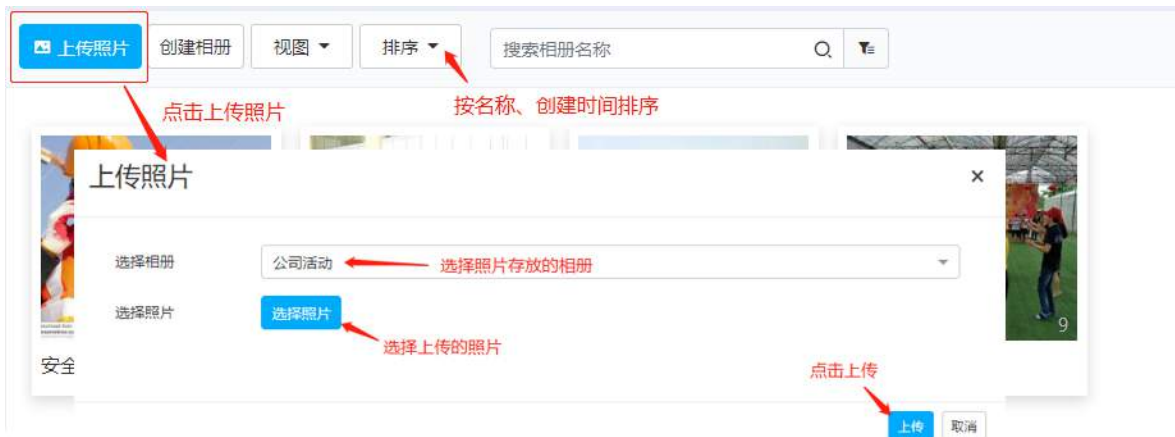 上传照片 创建相册 视图 排序 搜索相册名称
点击上传照片 按名称、创建时间排序
上传照片 ×
选择相册 公司活动 选择照片存放的相册
选择照片 选择照片
选择上传的照片
9
安全
点击上传
上传 取消